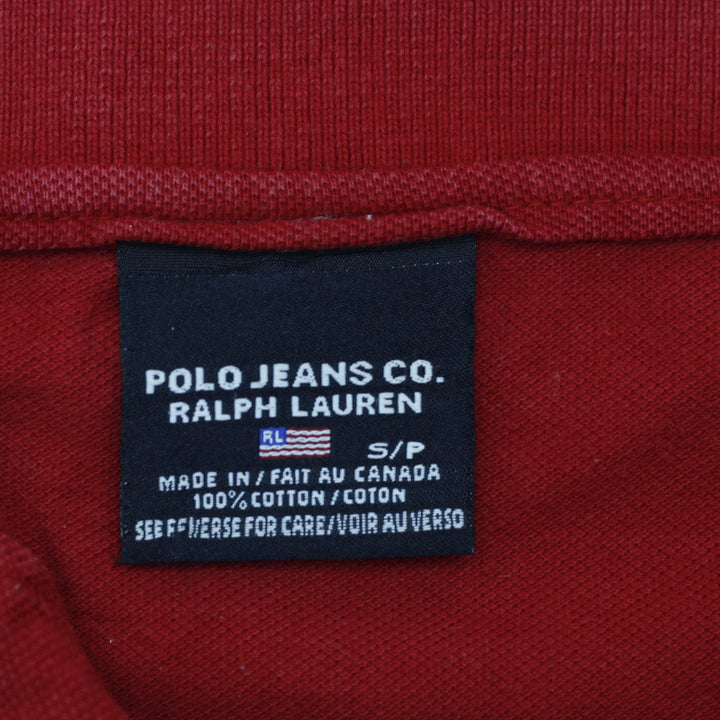 POLO JEANS CO.
RALPH LAUREN
RL
S/P
MADE IN / FAIT AU CANADA
100% COTTON / COTON
SEE REVERSE FOR CARE/VOIR AU VERSO